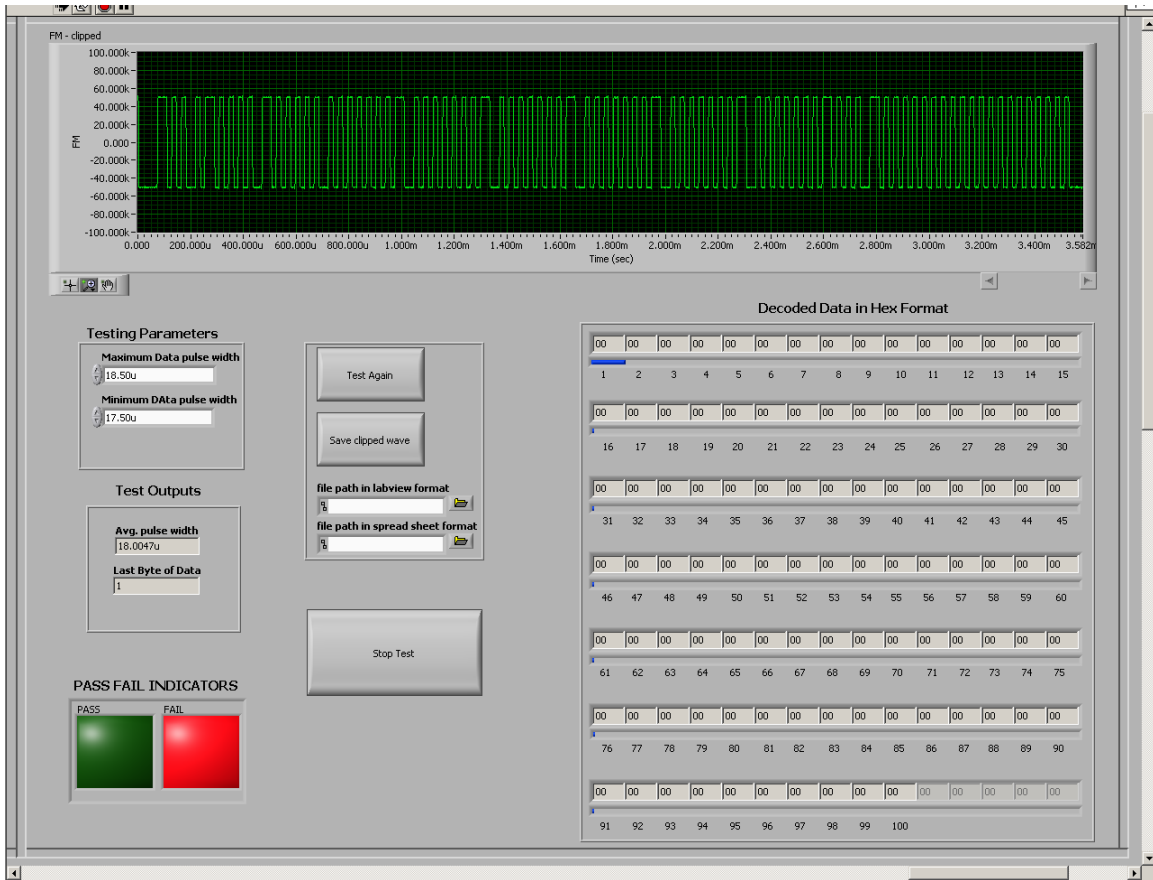 FM - clipped
100.000k
80.000k
60.000k
40.000k
20.000k
0.000
-20.000k
-40.000k
-60.000k
-80.000k
-100.000k
FM
0.000 200.000u 400.000u 600.000u 800.000u 1.000m 1.200m 1.400m 1.600m 1.800m 2.000m 2.200m 2.400m 2.600m 2.800m 3.000m 3.200m 3.400m 3.582m
Time (sec)
Testing Parameters
Maximum Data pulse width
18.50u
Minimum DAta pulse width
17.50u
Test Outputs
Avg. pulse width
18.0047u
Last Byte of Data
1
PASS FAIL INDICATORS
PASS FAIL
Test Again
Save clipped wave
file path in labview format
file path in spread sheet format
Stop Test
Decoded Data in Hex Format
00 00 00 00 00 00 00 00 00 00 00 00 00 00 00
1 2 3 4 5 6 7 8 9 10 11 12 13 14 15
00 00 00 00 00 00 00 00 00 00 00 00 00 00 00
16 17 18 19 20 21 22 23 24 25 26 27 28 29 30
00 00 00 00 00 00 00 00 00 00 00 00 00 00 00
31 32 33 34 35 36 37 38 39 40 41 42 43 44 45
00 00 00 00 00 00 00 00 00 00 00 00 00 00 00
46 47 48 49 50 51 52 53 54 55 56 57 58 59 60
00 00 00 00 00 00 00 00 00 00 00 00 00 00 00
61 62 63 64 65 66 67 68 69 70 71 72 73 74 75
00 00 00 00 00 00 00 00 00 00 00 00 00 00 00
76 77 78 79 80 81 82 83 84 85 86 87 88 89 90
00 00 00 00 00 00 00 00 00 00 00 00 00 00 00
91 92 93 94 95 96 97 98 99 100